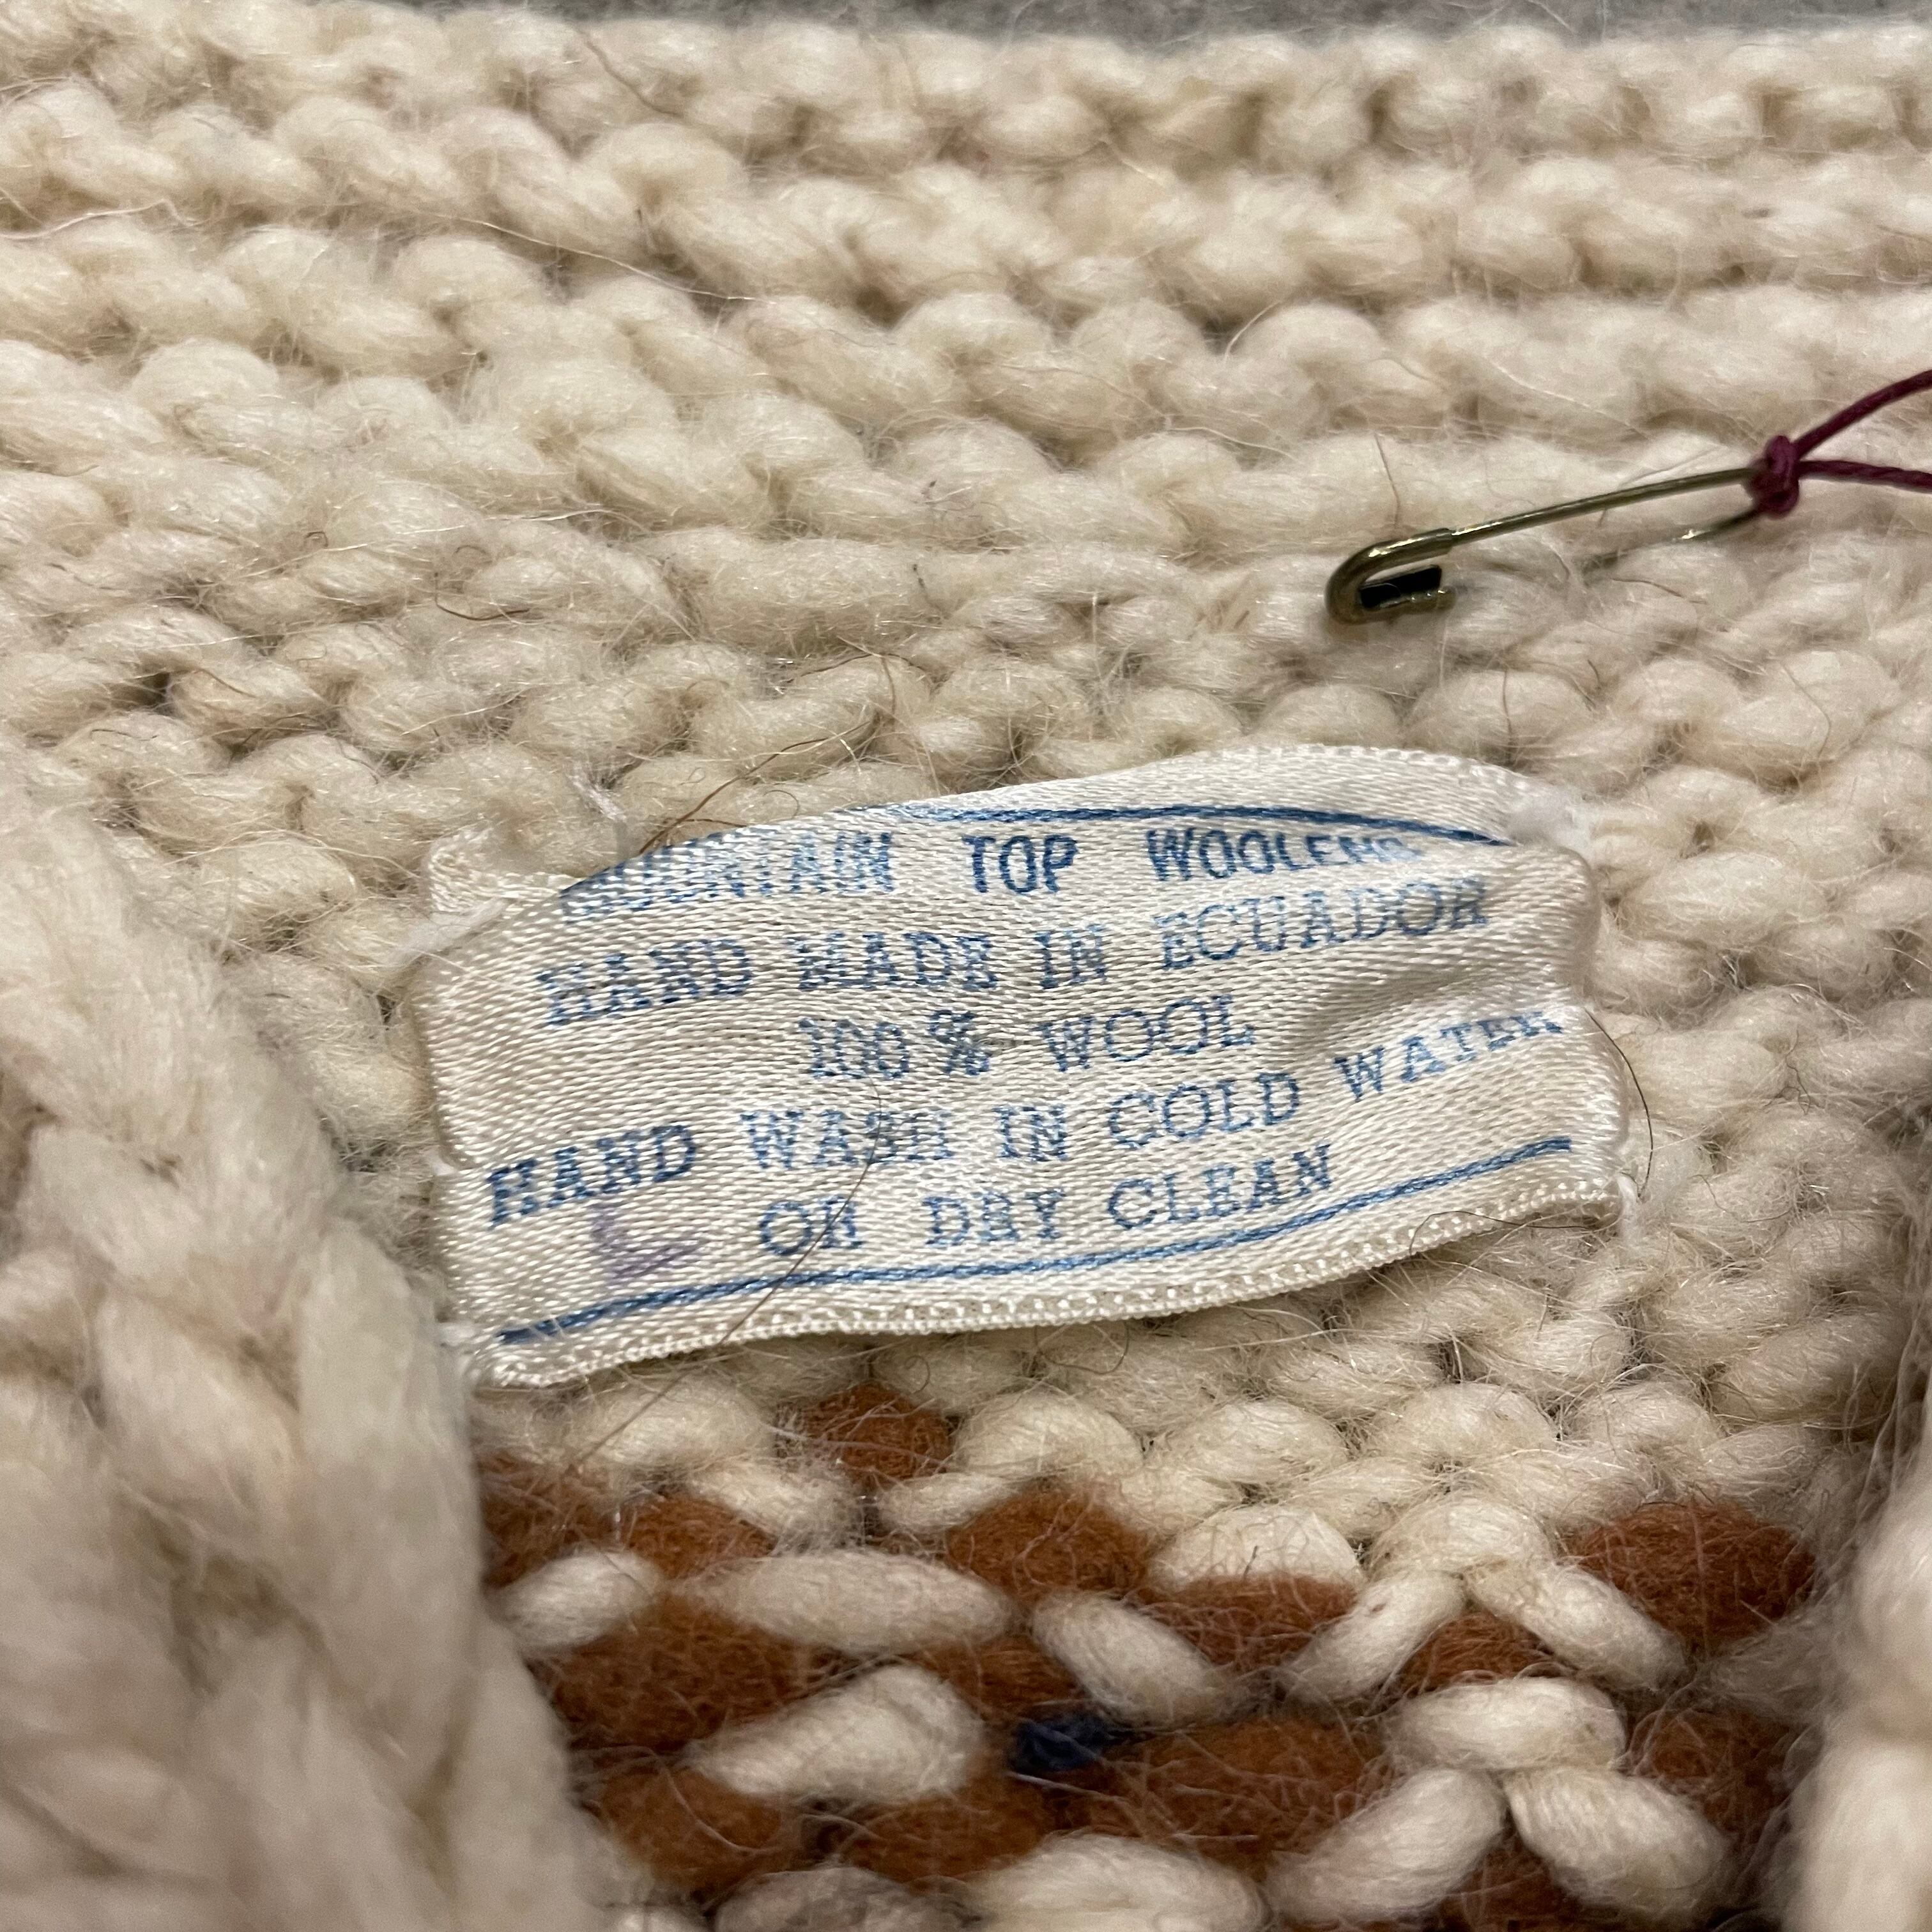 MOUNTAIN TOP WOOLENS
HAND MADE IN ECUADOR
100% WOOL
HAND WASH IN COLD WATER
OR DRY CLEAN
L